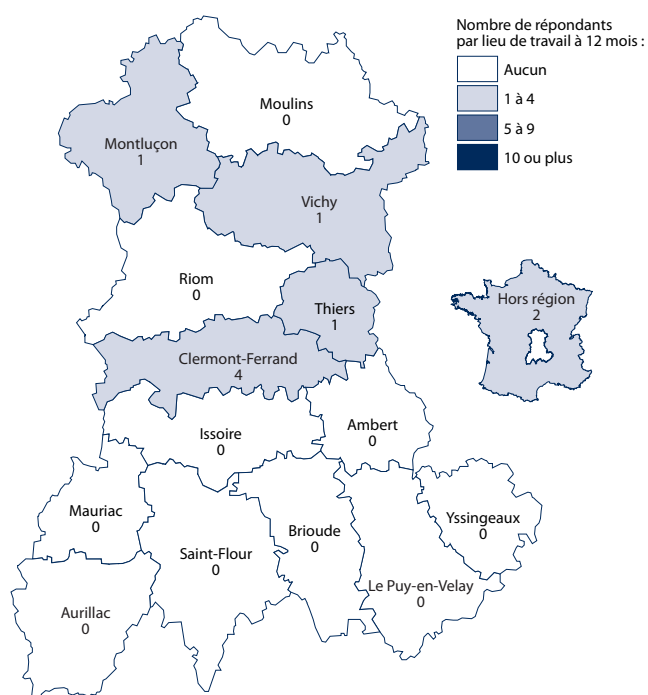 Nombre de répondants
par lieu de travail à 12 mois :
Aucun
1 à 4
5 à 9
10 ou plus
Moulins
0
Montluçon
1
Vichy
1
Riom
0
Thiers
1
Hors région
2
Clermont-Ferrand
4
Ambert
0
Issoire
0
Mauriac
0
Yssingeaux
0
Brioude
0
Saint-Flour
0
Le Puy-en-Velay
0
Aurillac
0